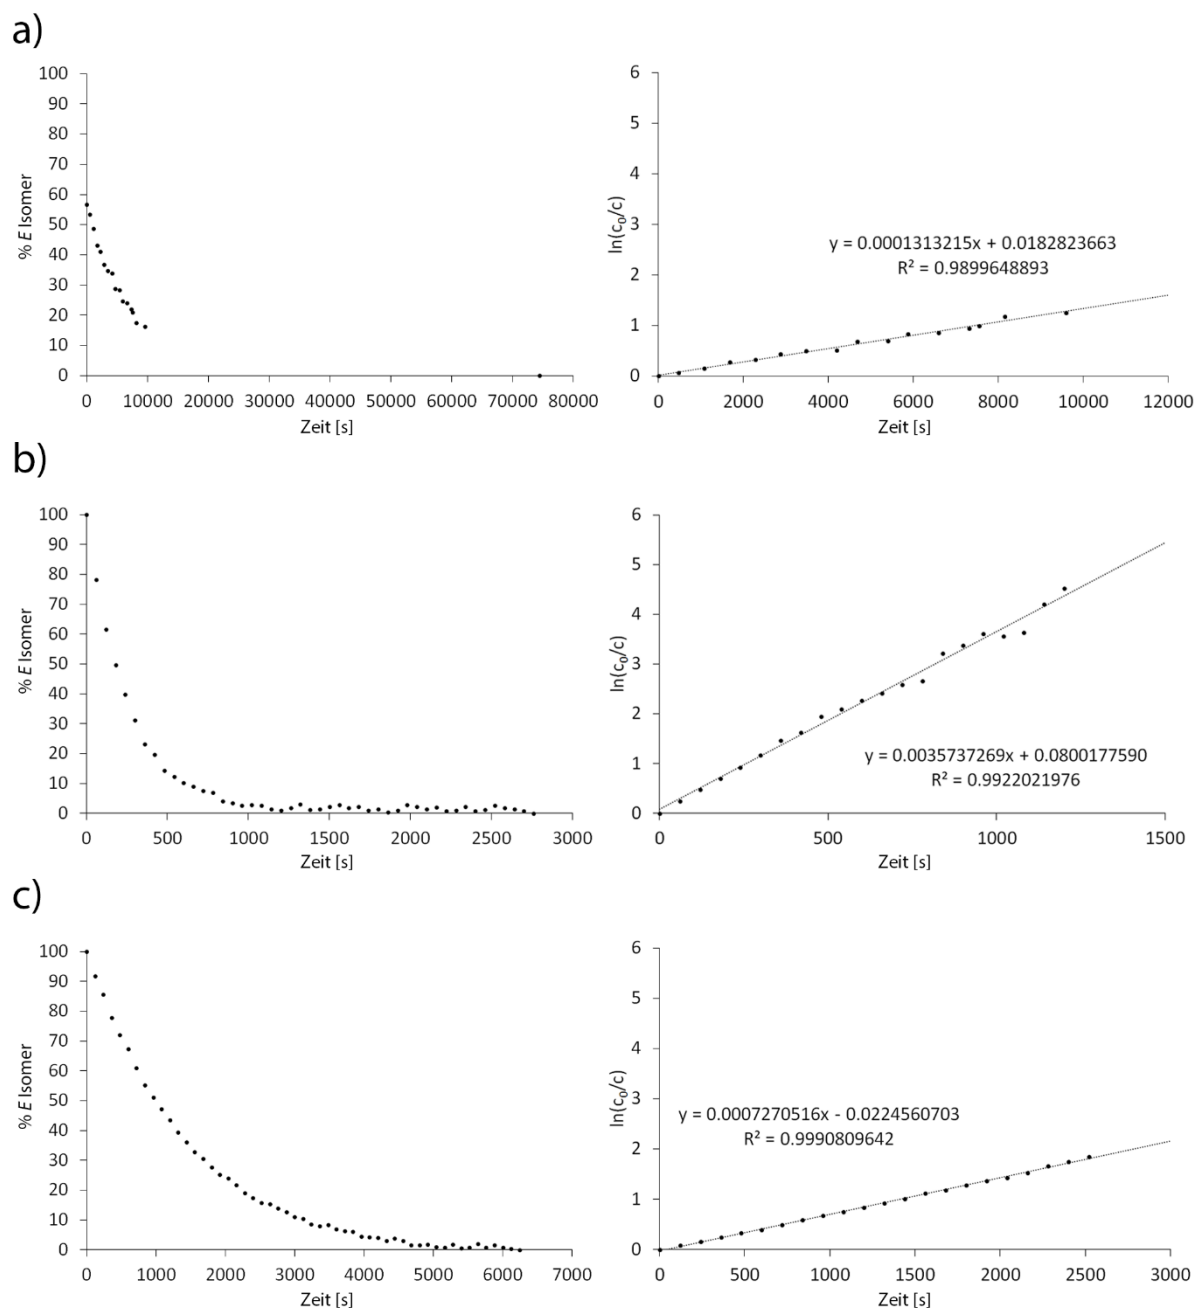 a)
100
90
80
70
60
50
40
30
20
10
0
% E Isomer
0 10000 20000 30000 40000 50000 60000 70000 80000
Zeit [s]
6
5
4
3
2
1
0
ln(c₀/c)
y = 0.0001313215x + 0.0182823663
R² = 0.9899648893
0 2000 4000 6000 8000 10000 12000
Zeit [s]
b)
100
90
80
70
60
50
40
30
20
10
0
% E Isomer
0 500 1000 1500 2000 2500 3000
Zeit [s]
6
5
4
3
2
1
0
ln(c₀/c)
y = 0.0035737269x + 0.0800177590
R² = 0.9922021976
0 500 1000 1500
Zeit [s]
c)
100
90
80
70
60
50
40
30
20
10
0
% E Isomer
0 1000 2000 3000 4000 5000 6000 7000
Zeit [s]
6
5
4
3
2
1
0
ln(c₀/c)
y = 0.0007270516x - 0.0224560703
R² = 0.9990809642
0 500 1000 1500 2000 2500 3000
Zeit [s]